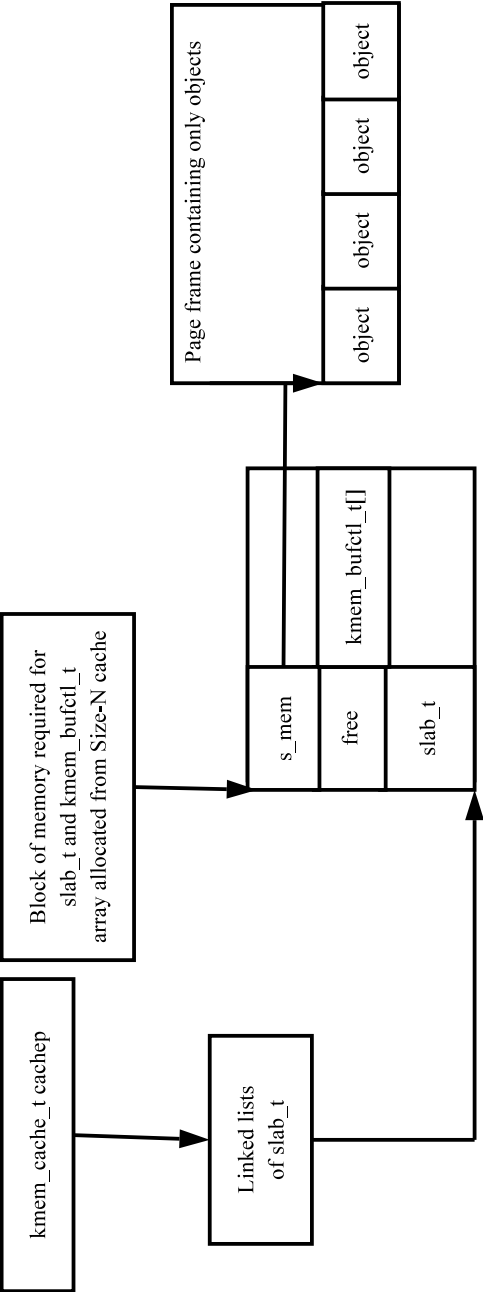 kmem_cache_t cachep
Linked lists
of slab_t
Block of memory required for
slab_t and kmem_bufctl_t
array allocated from Size-N cache
s_mem
free
slab_t
kmem_bufctl_t[]
Page frame containing only objects
object
object
object
object